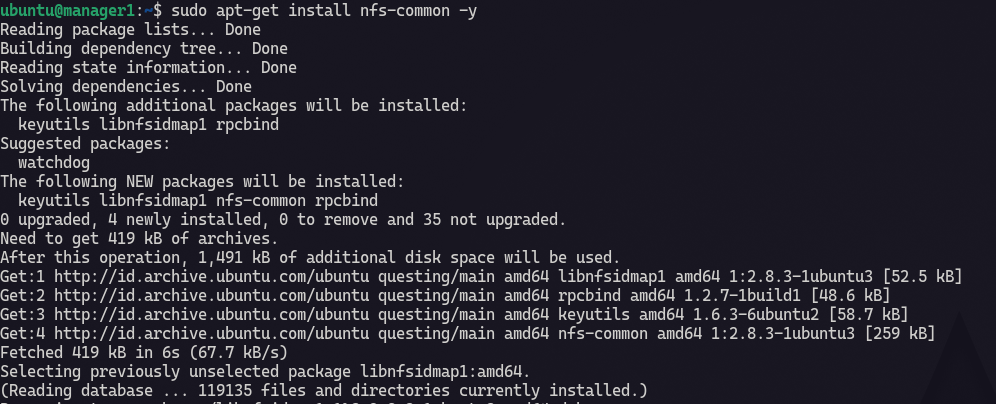 ubuntu@manager1:~$ sudo apt-get install nfs-common -y
Reading package lists... Done
Building dependency tree... Done
Reading state information... Done
Solving dependencies... Done
The following additional packages will be installed:
  keyutils libnfsidmap1 rpcbind
Suggested packages:
  watchdog
The following NEW packages will be installed:
  keyutils libnfsidmap1 nfs-common rpcbind
0 upgraded, 4 newly installed, 0 to remove and 35 not upgraded.
Need to get 419 kB of archives.
After this operation, 1,491 kB of additional disk space will be used.
Get:1 http://id.archive.ubuntu.com/ubuntu questing/main amd64 libnfsidmap1 amd64 1:2.8.3-1ubuntu3 [52.5 kB]
Get:2 http://id.archive.ubuntu.com/ubuntu questing/main amd64 rpcbind amd64 1.2.7-1build1 [48.6 kB]
Get:3 http://id.archive.ubuntu.com/ubuntu questing/main amd64 keyutils amd64 1.6.3-6ubuntu2 [58.7 kB]
Get:4 http://id.archive.ubuntu.com/ubuntu questing/main amd64 nfs-common amd64 1:2.8.3-1ubuntu3 [259 kB]
Fetched 419 kB in 6s (67.7 kB/s)
Selecting previously unselected package libnfsidmap1:amd64.
(Reading database ... 119135 files and directories currently installed.)